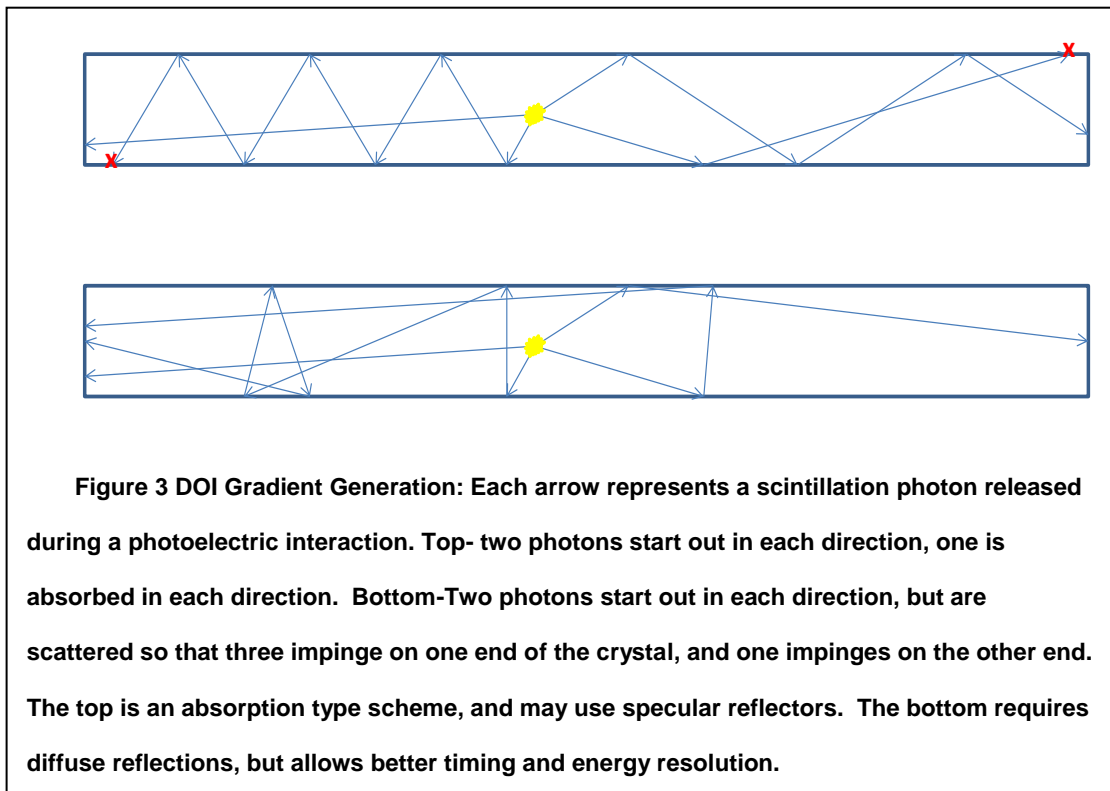 X
X
Figure 3 DOI Gradient Generation: Each arrow represents a scintillation photon released
during a photoelectric interaction. Top- two photons start out in each direction, one is
absorbed in each direction.  Bottom-Two photons start out in each direction, but are
scattered so that three impinge on one end of the crystal, and one impinges on the other end.
The top is an absorption type scheme, and may use specular reflectors.  The bottom requires
diffuse reflections, but allows better timing and energy resolution.